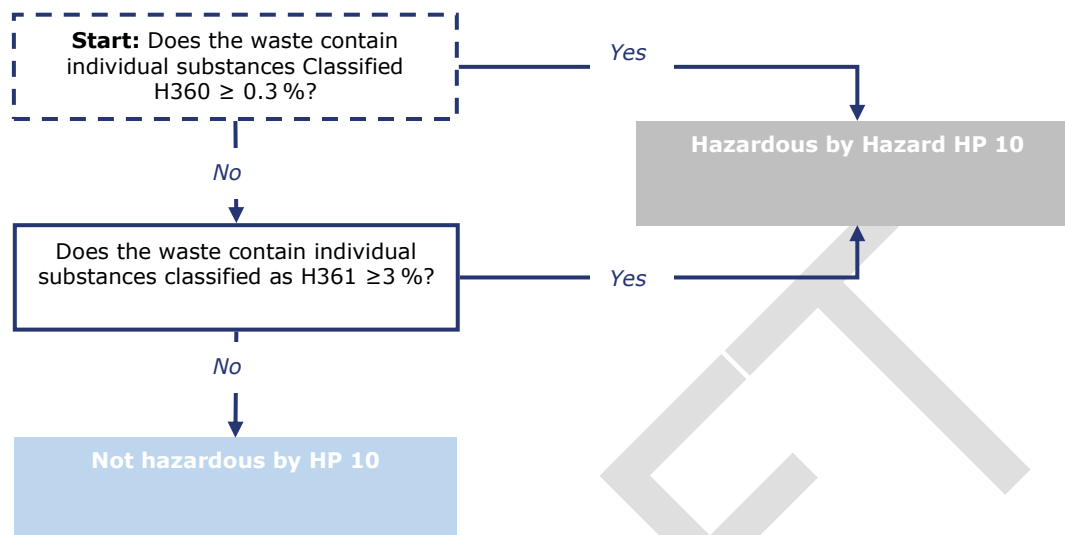 Start: Does the waste contain
individual substances Classified
H360 ≥ 0.3 %?
Yes
Hazardous by Hazard HP 10
No
Does the waste contain individual
substances classified as H361 ≥3 %?
Yes
No
Not hazardous by HP 10